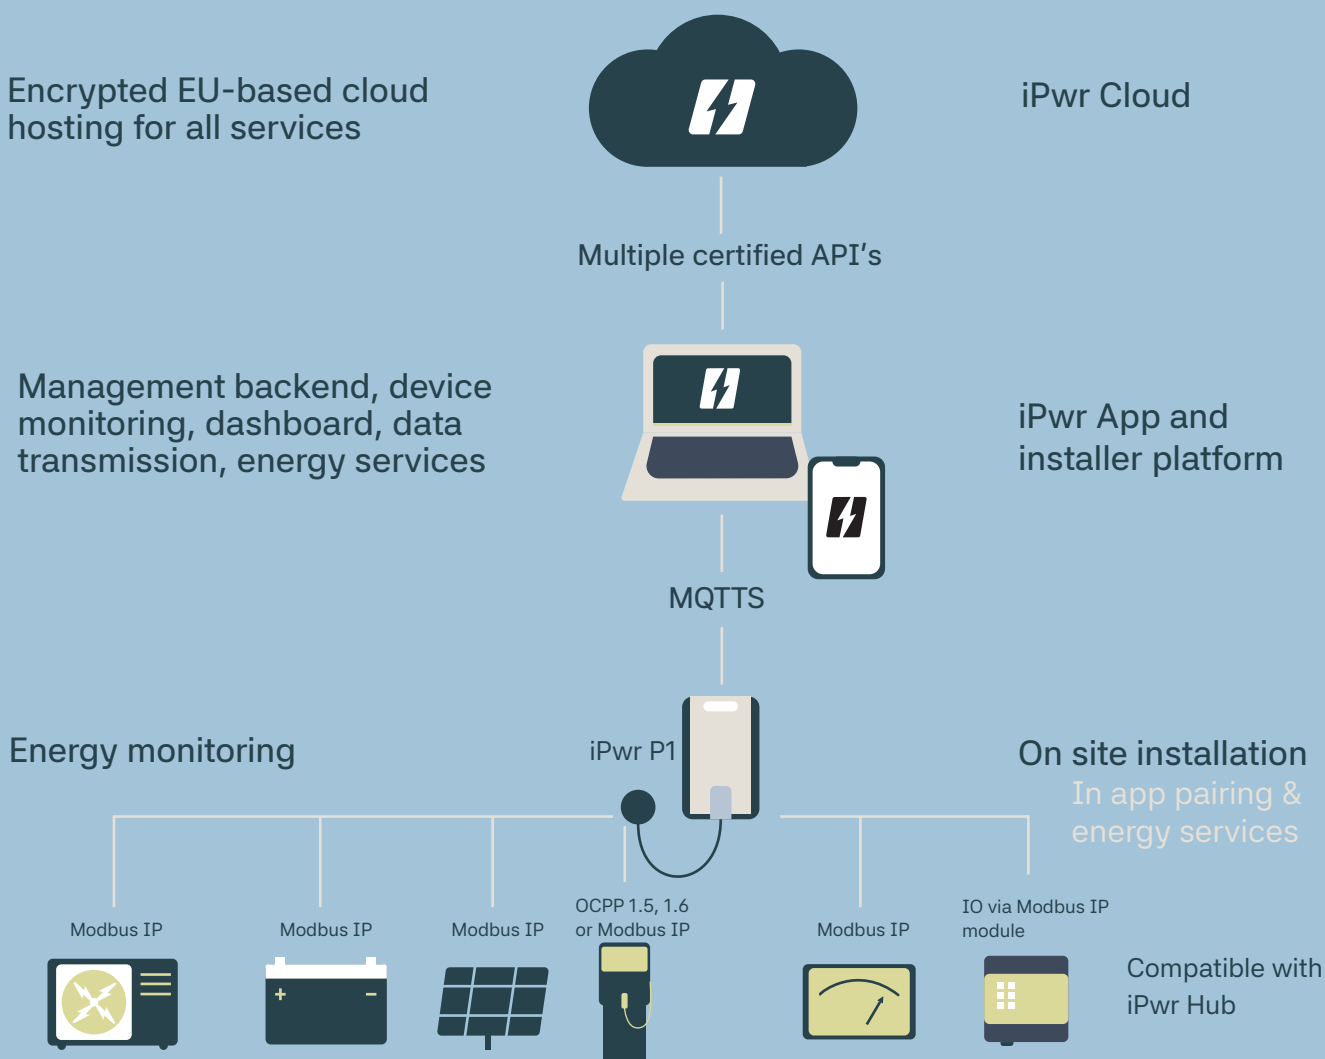 Encrypted EU-based cloud
hosting for all services
iPwr Cloud
Multiple certified API's
Management backend, device
monitoring, dashboard, data
transmission, energy services
iPwr App and
installer platform
MQTTS
Energy monitoring
iPwr P1
On site installation
In app pairing &
energy services
Modbus IP
Modbus IP
Modbus IP
OCPP 1.5, 1.6
or Modbus IP
Modbus IP
IO via Modbus IP
module
Compatible with
iPwr Hub